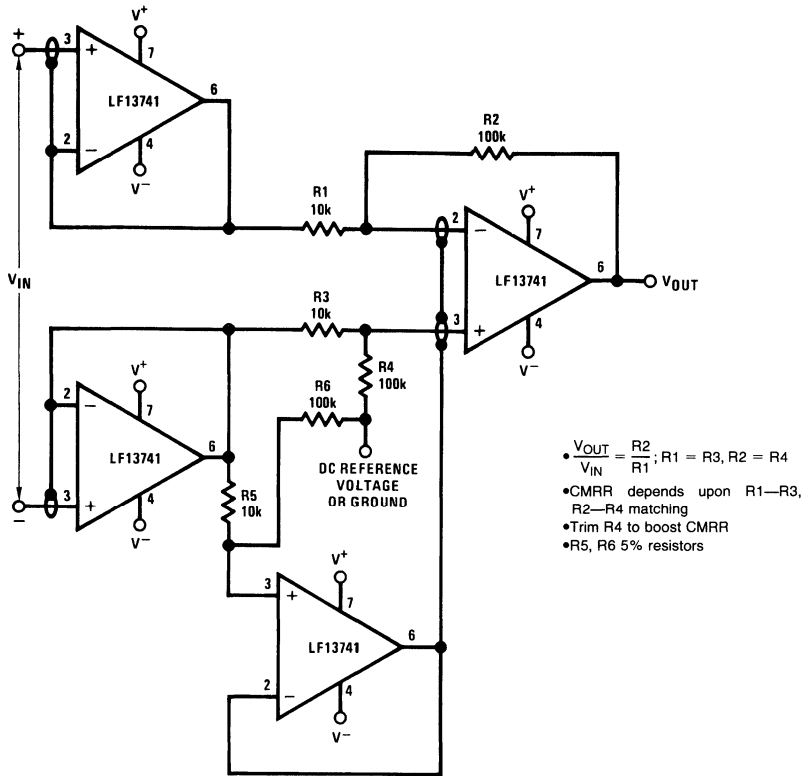 +
3
+
V+
7
LF13741
6
2
−
4
V−
R2
100k
R1
10k
V+
2
−
7
LF13741
6
VOUT
3
+
4
V−
VIN
R3
10k
R4
100k
R6
100k
DC REFERENCE
VOLTAGE
OR GROUND
V+
2
−
7
LF13741
6
3
+
4
V−
−
R5
10k
V+
3
+
7
LF13741
6
2
−
4
V−
•VOUT/VIN = R2/R1; R1 = R3, R2 = R4
•CMRR depends upon R1—R3,
R2—R4 matching
•Trim R4 to boost CMRR
•R5, R6 5% resistors